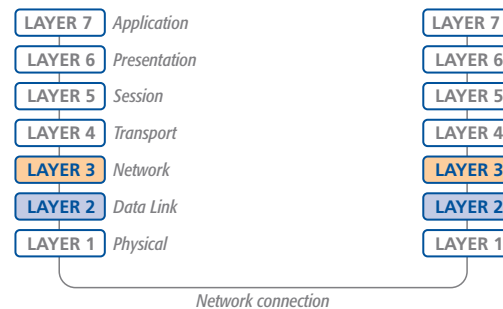 LAYER 7 Application LAYER 7
LAYER 6 Presentation LAYER 6
LAYER 5 Session LAYER 5
LAYER 4 Transport LAYER 4
LAYER 3 Network LAYER 3
LAYER 2 Data Link LAYER 2
LAYER 1 Physical LAYER 1
Network connection